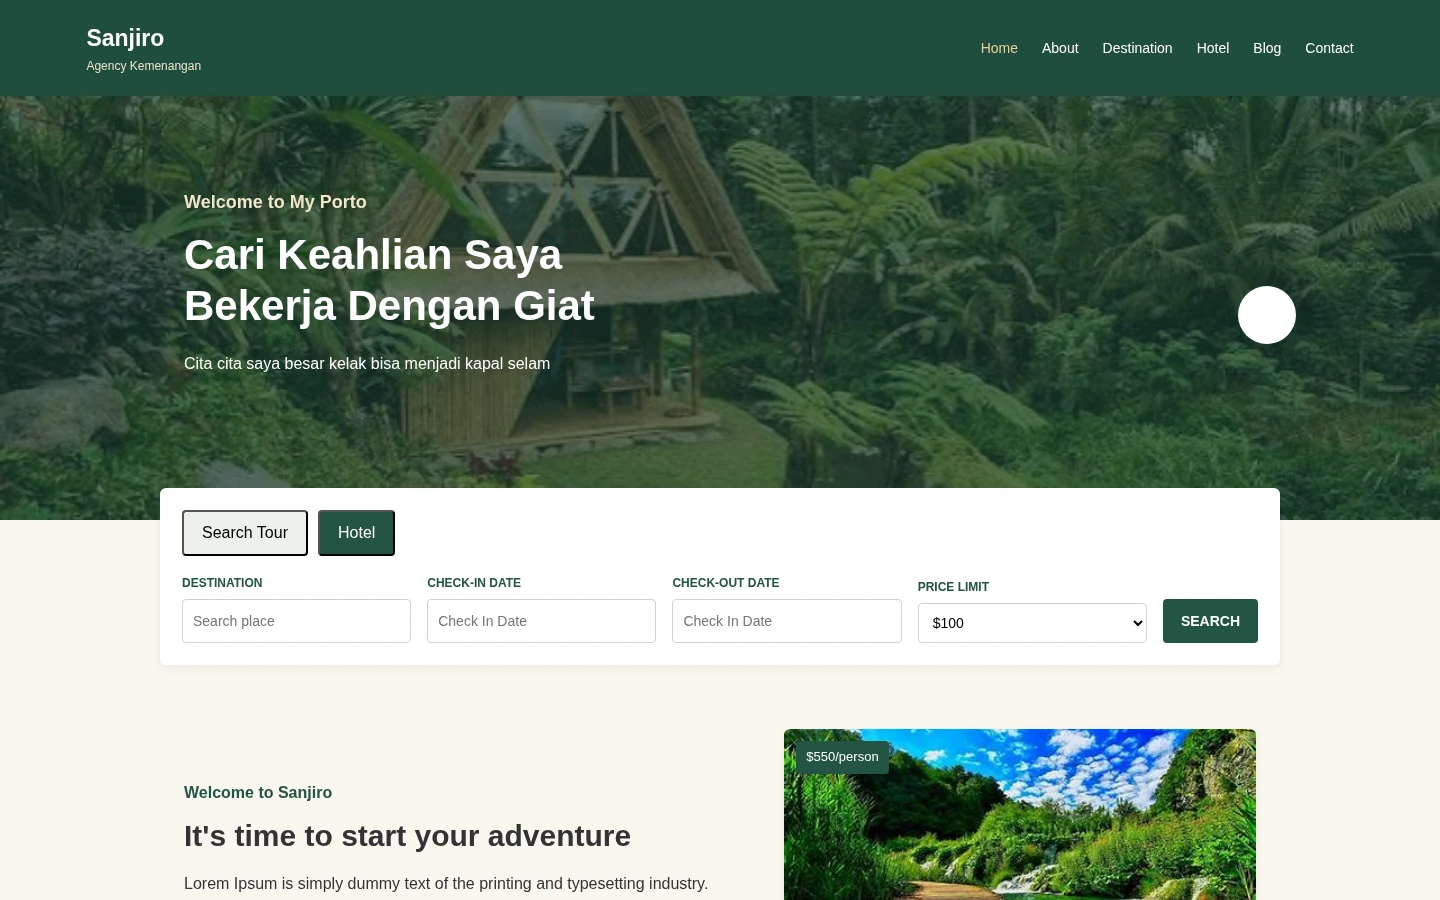 Sanjiro
Agency Kemenangan
Home About Destination Hotel Blog Contact
Welcome to My Porto
Cari Keahlian Saya
Bekerja Dengan Giat
Cita cita saya besar kelak bisa menjadi kapal selam
Search Tour Hotel
DESTINATION CHECK-IN DATE CHECK-OUT DATE PRICE LIMIT
Search place Check In Date Check In Date $100 SEARCH
$550/person
Welcome to Sanjiro
It's time to start your adventure
Lorem Ipsum is simply dummy text of the printing and typesetting industry.